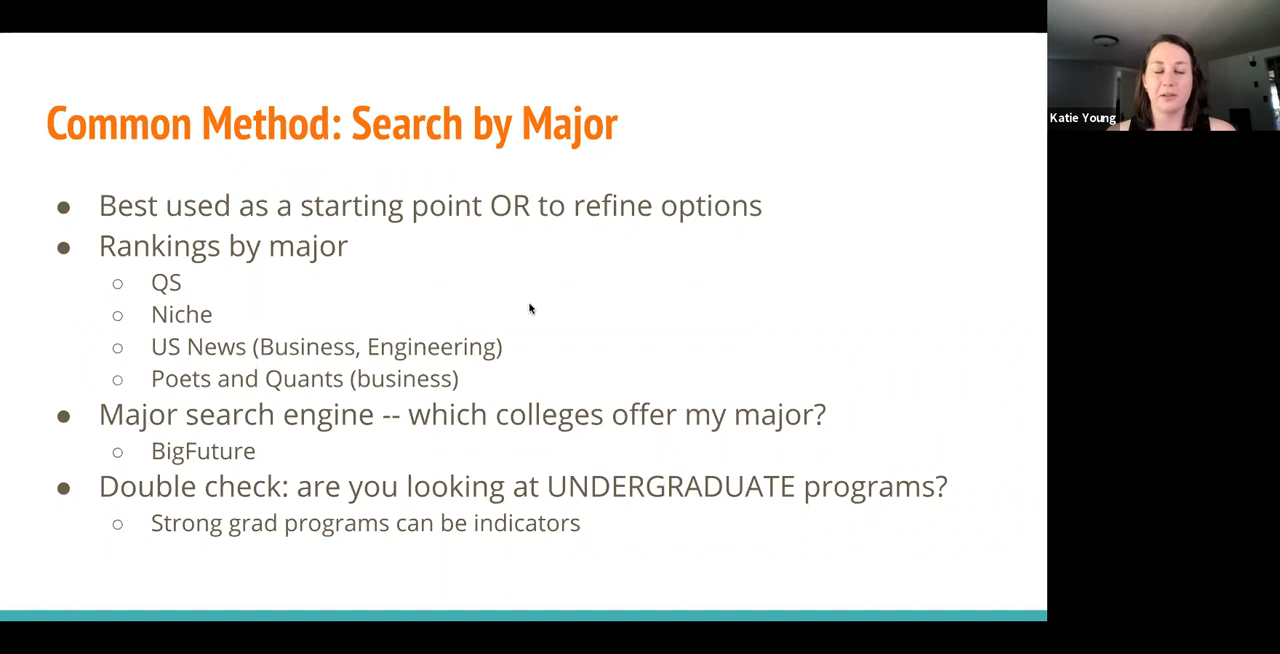 Common Method: Search by Major
● Best used as a starting point OR to refine options
● Rankings by major
○ QS
○ Niche
○ US News (Business, Engineering)
○ Poets and Quants (business)
● Major search engine -- which colleges offer my major?
○ BigFuture
● Double check: are you looking at UNDERGRADUATE programs?
○ Strong grad programs can be indicators
Katie Young